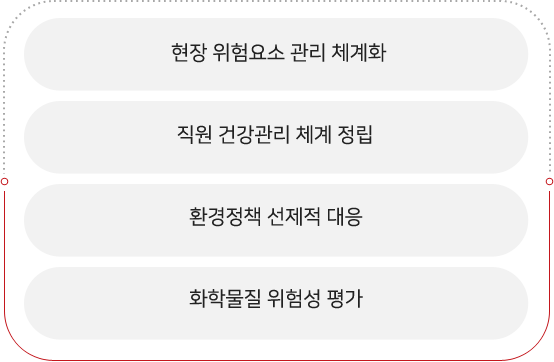 현장 위험요소 관리 체계화
직원 건강관리 체계 정립
환경정책 선제적 대응
화학물질 위험성 평가